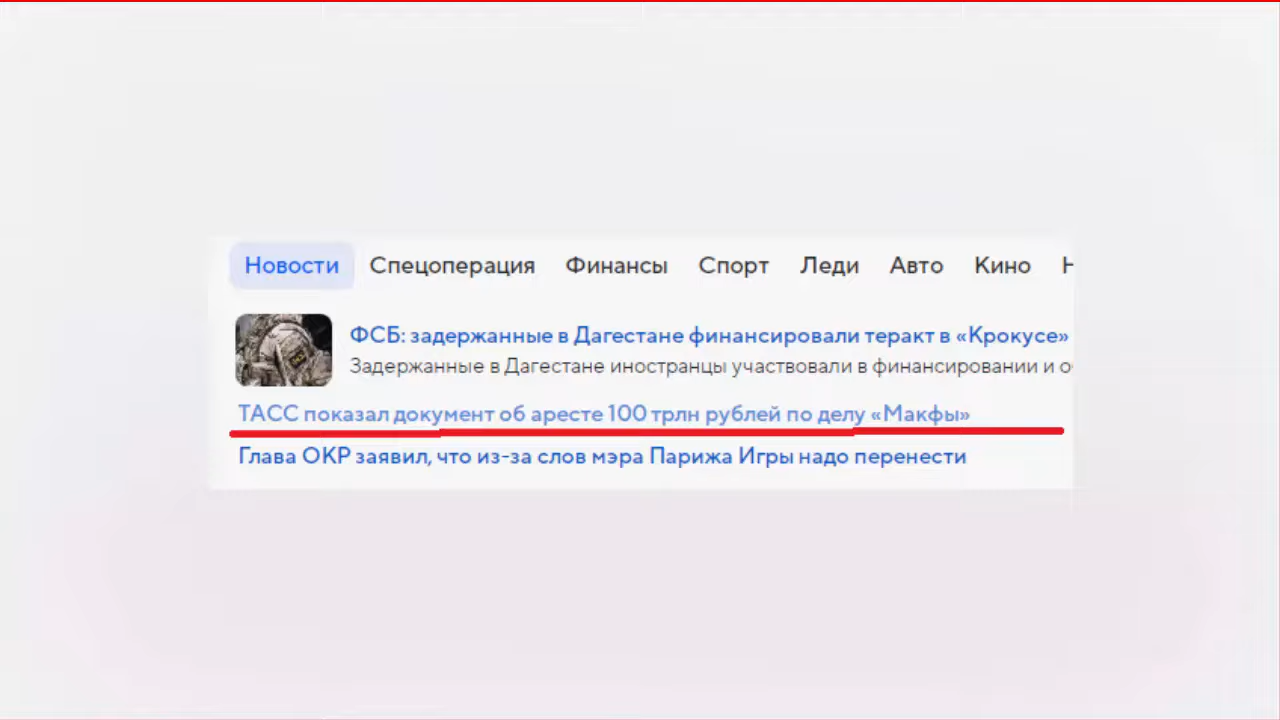 Новости Спецоперация Финансы Спорт Леди Авто Кино
ФСБ: задержанные в Дагестане финансировали теракт в «Крокусе»
Задержанные в Дагестане иностранцы участвовали в финансировании и
ТАСС показал документ об аресте 100 трлн рублей по делу «Макфы»
Глава ОКР заявил, что из-за слов мэра Парижа Игры надо перенести